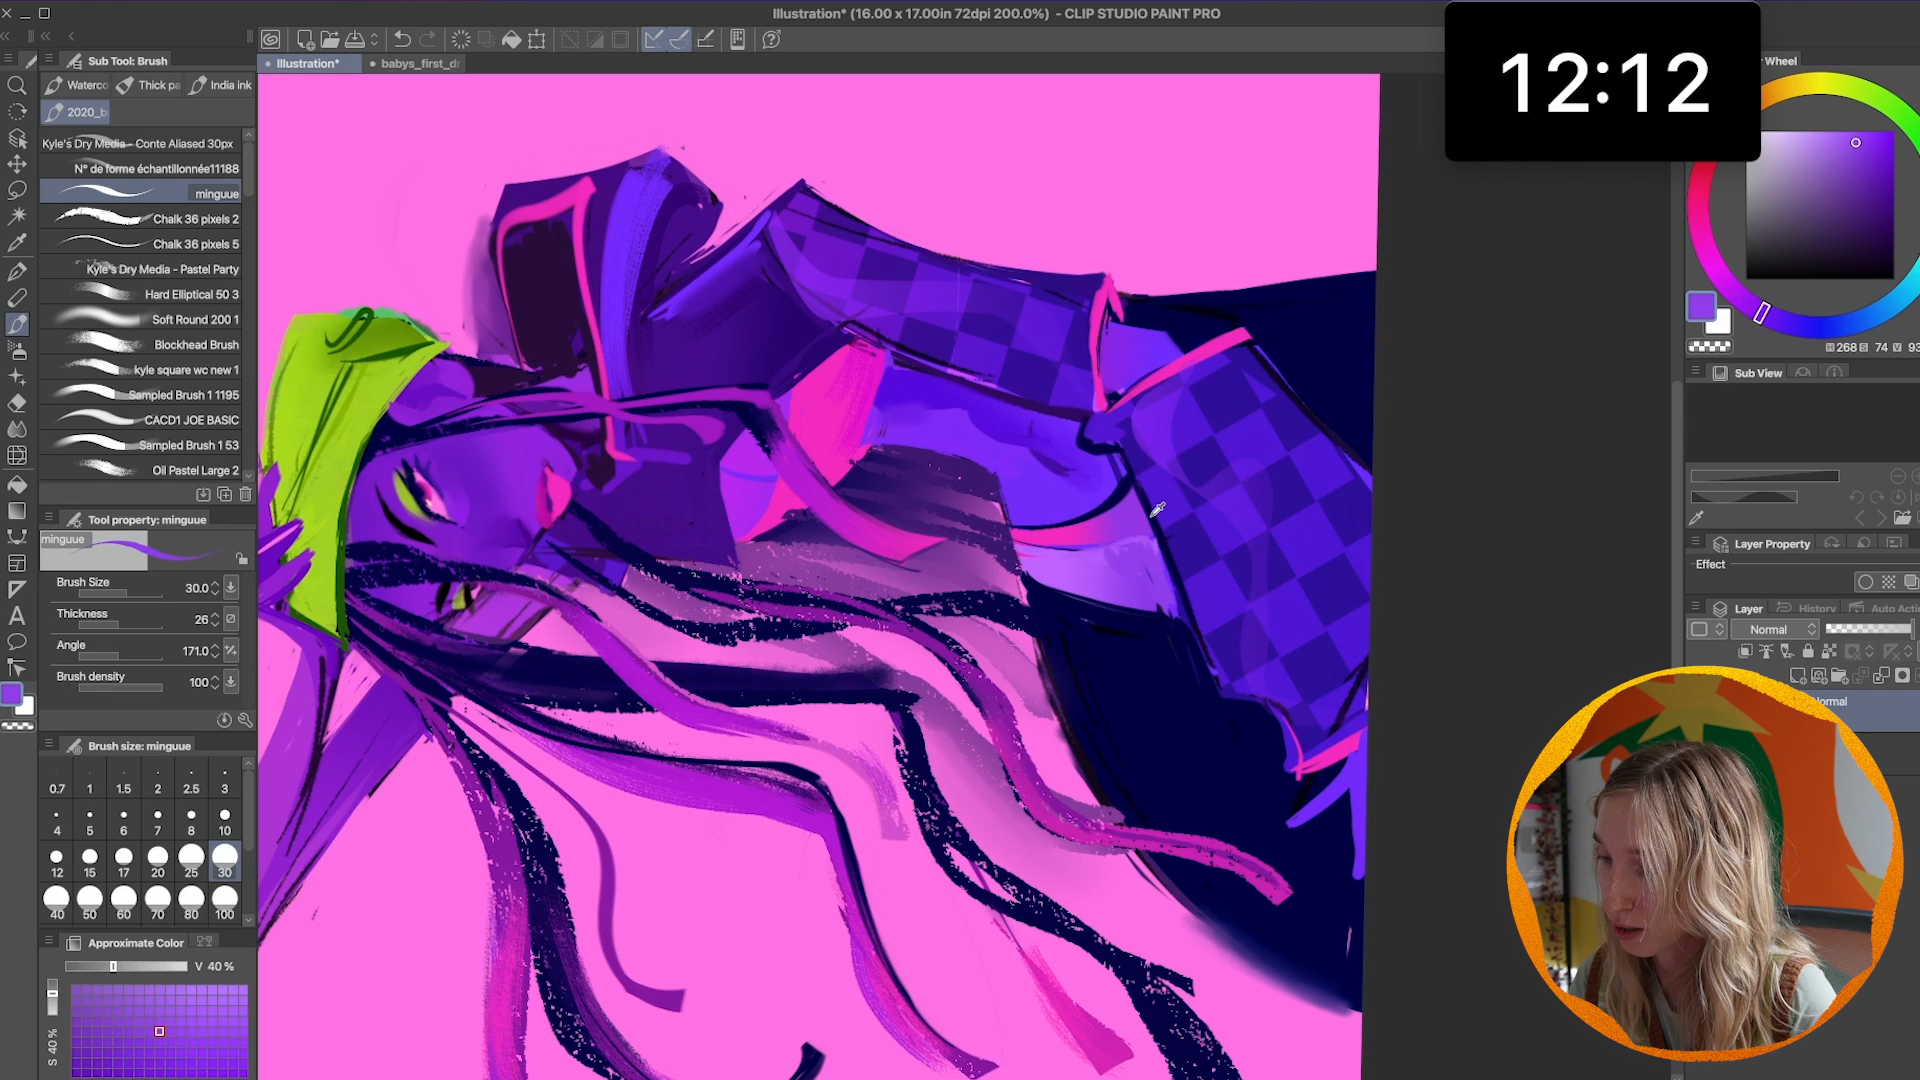 Illustration* (16.00 x 17.00in 72dpi 200.0%) - CLIP STUDIO PAINT PRO
12:12
Sub Tool: Brush
Illustration*
babys_first_dr
Wheel
Waterco
Thick pa
India ink
2020_b
Kyle's Dry Media - Conte Aliased 30px
N° de forme échantillonnée11188
minguue
Chalk 36 pixels 2
Chalk 36 pixels 5
Kyle's Dry Media - Pastel Party
Hard Elliptical 50 3
Soft Round 200 1
Blockhead Brush
kyle square wc new 1
Sampled Brush 1 1195
CACD1 JOE BASIC
Sampled Brush 1 53
Oil Pastel Large 2
Tool property: minguue
minguue
Brush Size 30.0
Thickness 26
Angle 171.0
Brush density 100
Brush size: minguue
0.7 1 1.5 2 2.5 3
4 5 6 7 8 10
12 15 17 20 25 30
40 50 60 70 80 100
Approximate Color
V 40 %
S 40 %
H 268 S 74 V 93
Sub View
Layer Property
Effect
Layer
History
Auto Actio
Normal
ormal